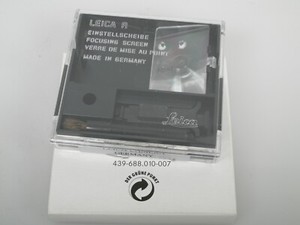 LEICA R
EINSTELLSCHEIBE
FOCUSING SCREEN
VERRE DE MISE AU POINT
MADE IN GERMANY
Leica
439-688.010-007
DER GRÜNE PUNKT